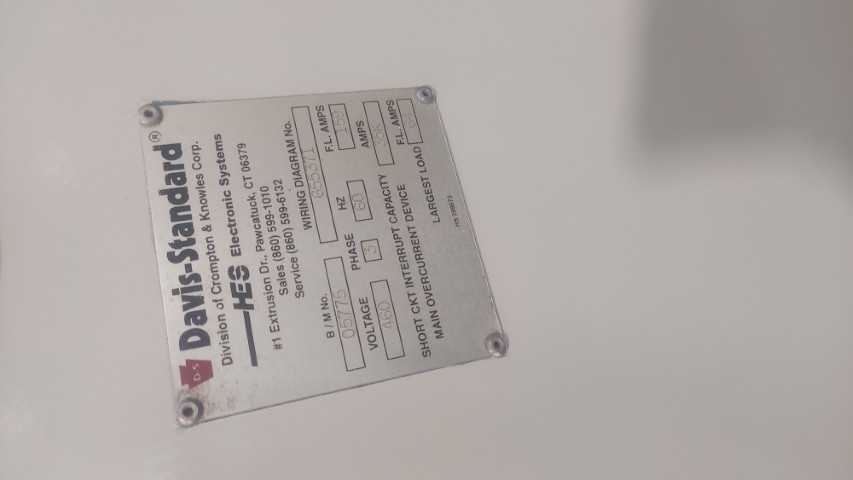 D-S Davis-Standard®
Division of Crompton & Knowles Corp.
HES Electronic Systems
#1 Extrusion Dr., Pawcatuck, CT 06379
Sales (860) 599-1010
Service (860) 599-6132
B / M No. WIRING DIAGRAM No.
05775 655371
VOLTAGE PHASE HZ F.L. AMPS
460 3 60 150
SHORT CKT INTERRUPT CAPACITY AMPS
MAIN OVERCURRENT DEVICE
LARGEST LOAD F.L. AMPS